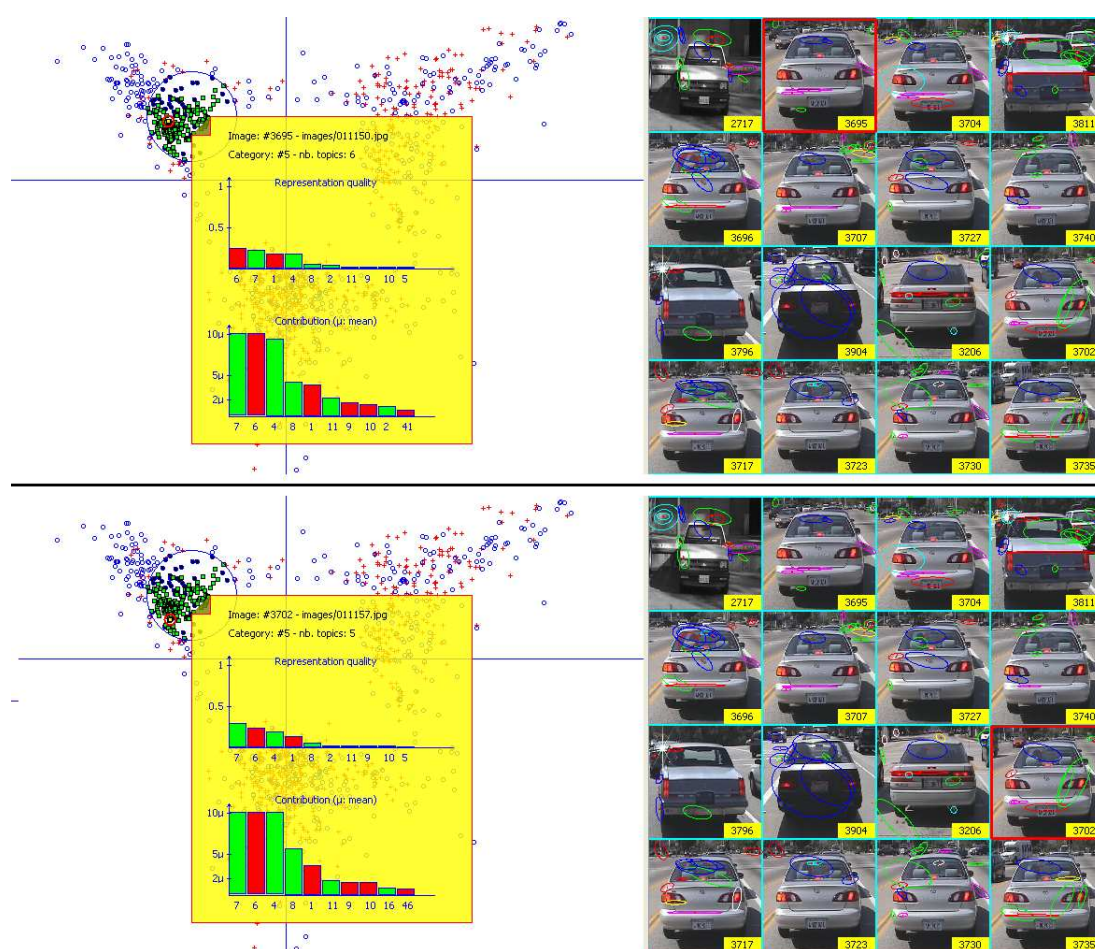 Image: #3695 - images/011150.jpg
Category: #5 - nb. topics: 6
Representation quality
1
0.5
6 7 1 4 8 2 11 9 10 5
Contribution (μ: mean)
10μ
5μ
2μ
7 6 4 8 1 11 9 10 2 41
2717 3695 3704 3811
3696 3707 3727 3740
3796 3904 3206 3702
3717 3723 3730 3735
Image: #3702 - images/011157.jpg
Category: #5 - nb. topics: 5
Representation quality
1
0.5
7 6 4 1 8 2 11 9 10 5
Contribution (μ: mean)
10μ
5μ
2μ
7 6 4 8 1 11 9 10 16 46
2717 3695 3704 3811
3696 3707 3727 3740
3796 3904 3206 3702
3717 3723 3730 3735